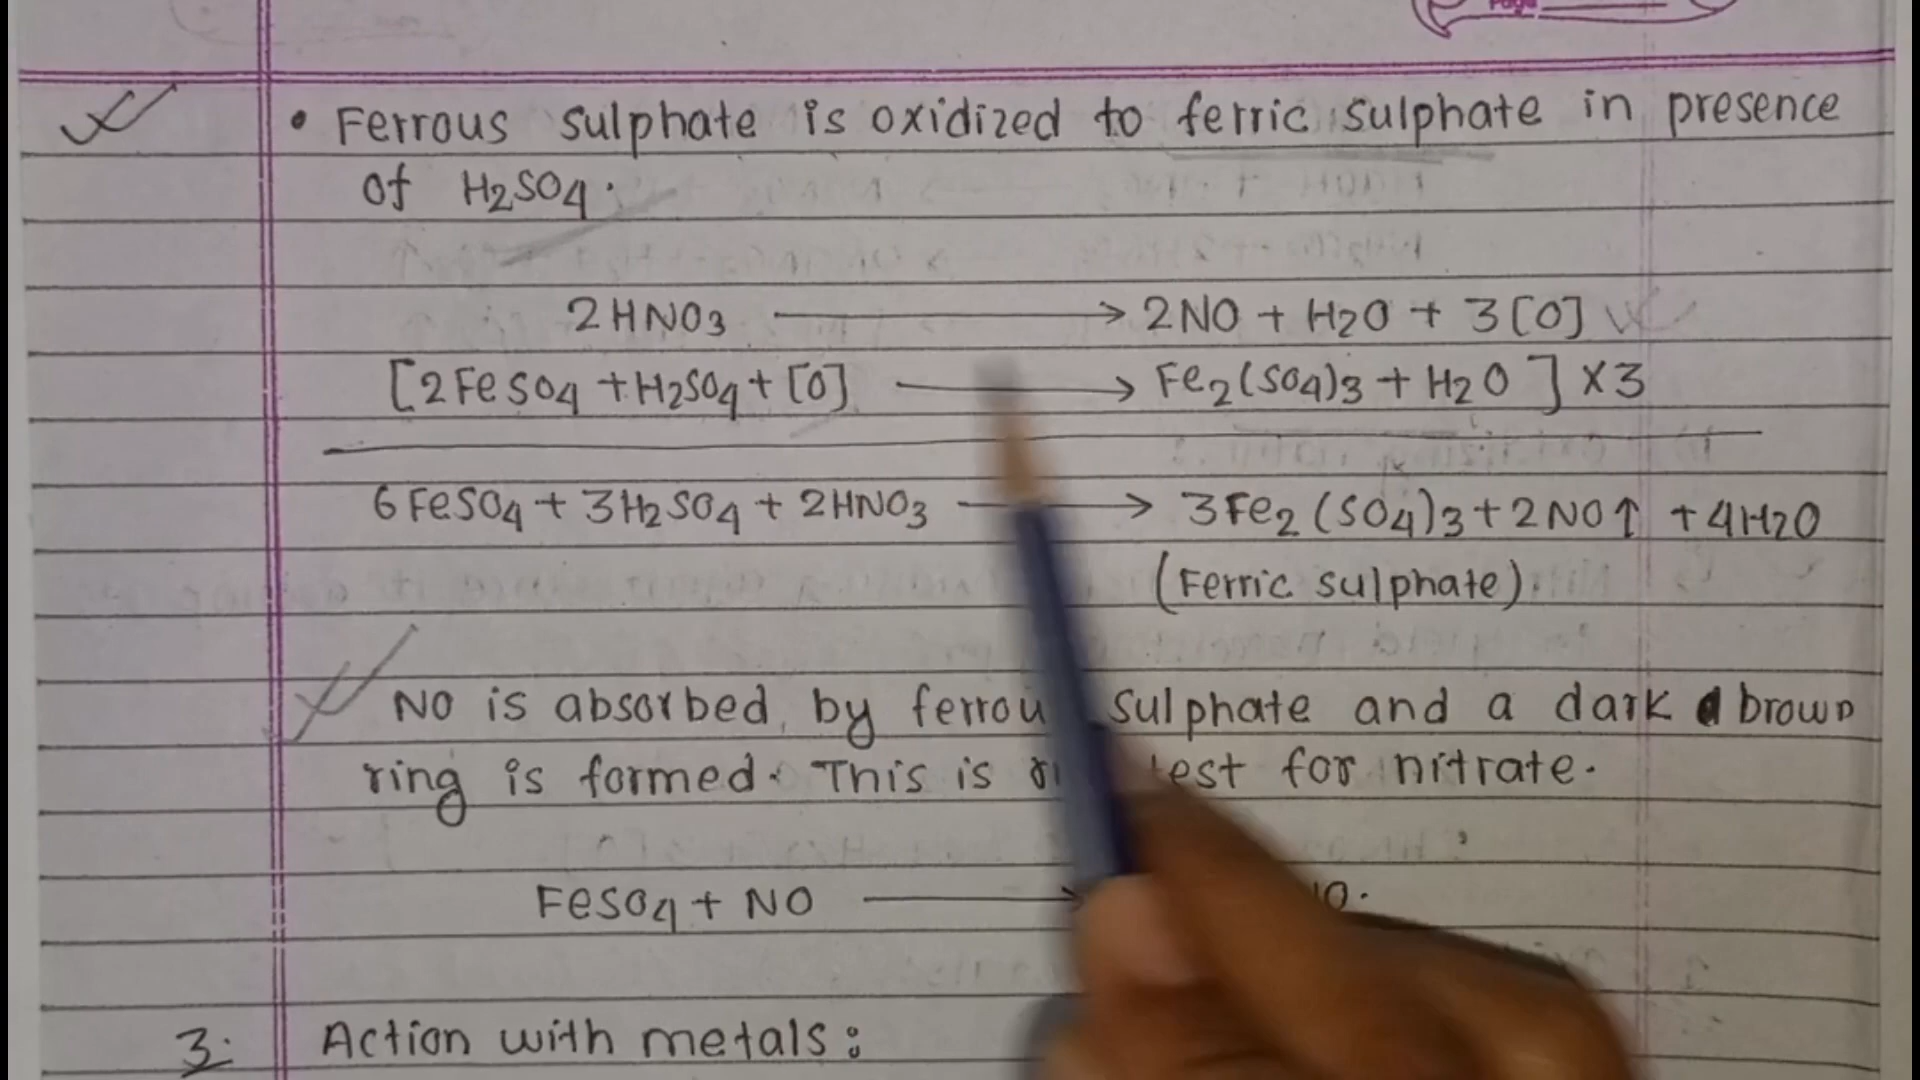 Page
• Ferrous sulphate is oxidized to ferric sulphate in presence
of H2SO4.
2HNO3 → 2NO + H2O + 3[O]
[2FeSO4 + H2SO4 + [O] → Fe2(SO4)3 + H2O] × 3
6FeSO4 + 3H2SO4 + 2HNO3 → 3Fe2(SO4)3 + 2NO↑ + 4H2O
(Ferric sulphate).
NO is absorbed by ferrou sulphate and a dark brown
ring is formed. This is test for nitrate.
FeSO4 + NO →
3. Action with metals: